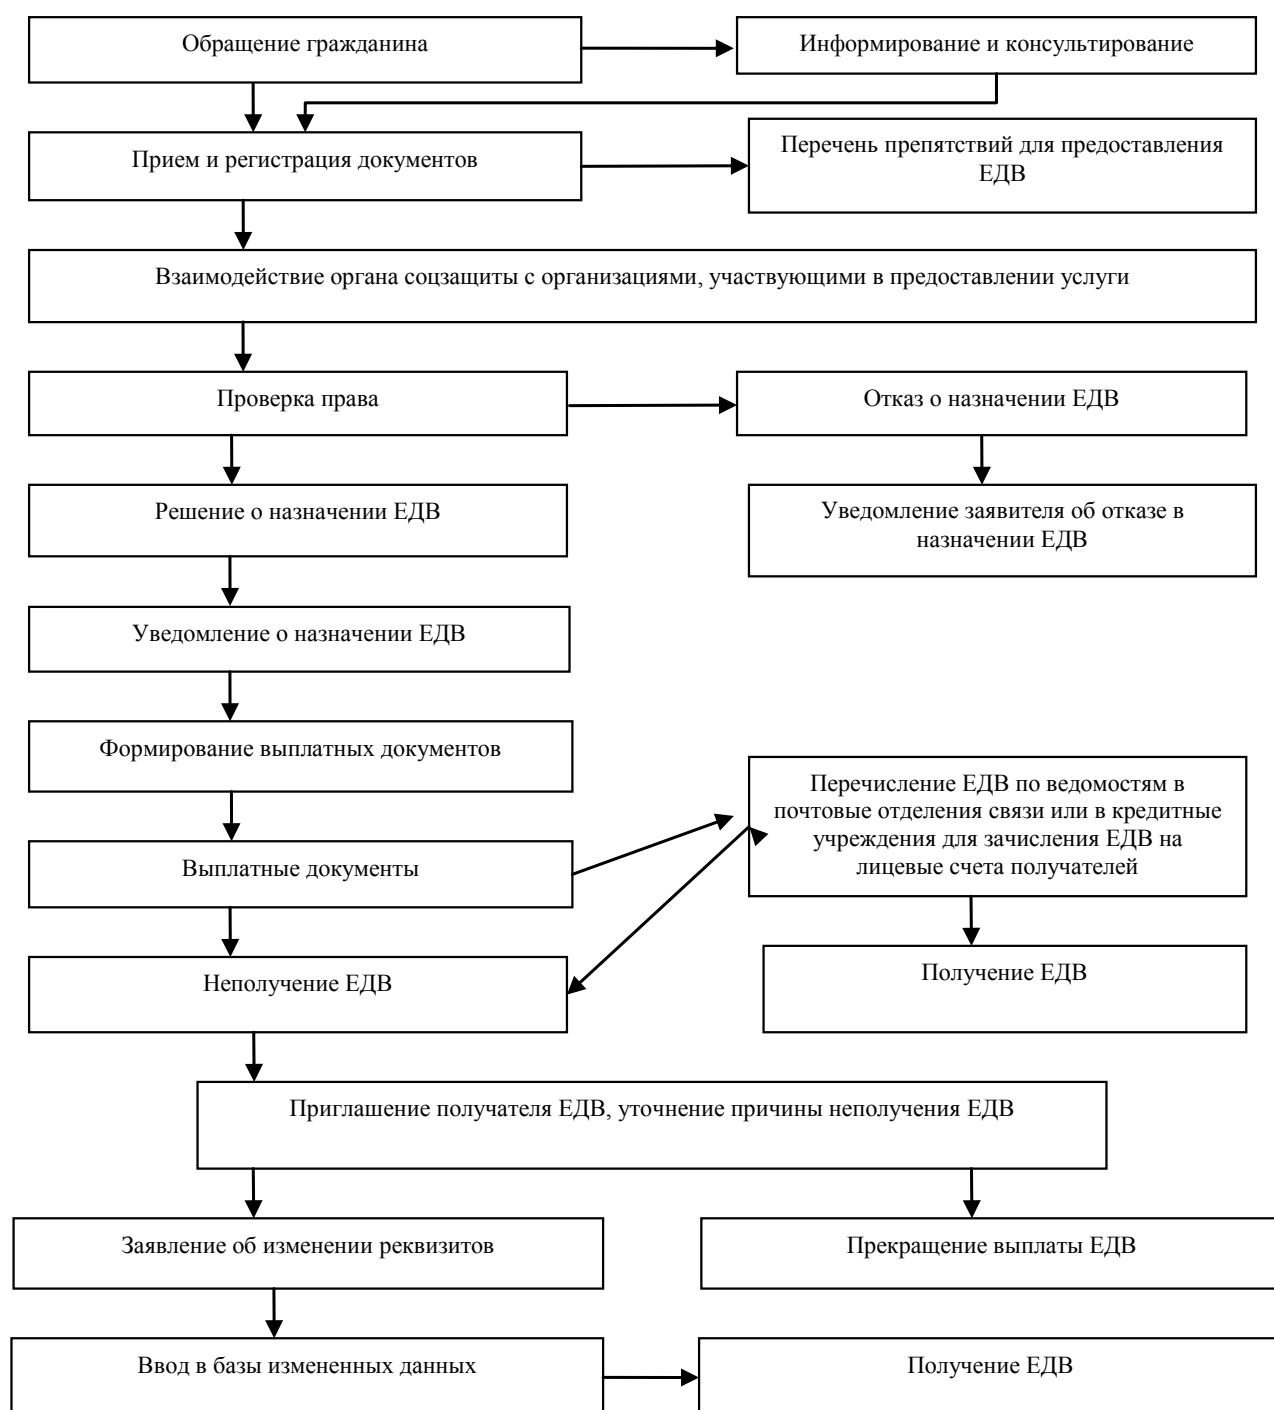 Обращение гражданина
Информирование и консультирование
Прием и регистрация документов
Перечень препятствий для предоставления
ЕДВ
Взаимодействие органа соцзащиты с организациями, участвующими в предоставлении услуги
Проверка права
Отказ о назначении ЕДВ
Решение о назначении ЕДВ
Уведомление заявителя об отказе в
назначении ЕДВ
Уведомление о назначении ЕДВ
Формирование выплатных документов
Перечисление ЕДВ по ведомостям в
почтовые отделения связи или в кредитные
учреждения для зачисления ЕДВ на
лицевые счета получателей
Выплатные документы
Неполучение ЕДВ
Получение ЕДВ
Приглашение получателя ЕДВ, уточнение причины неполучения ЕДВ
Заявление об изменении реквизитов
Прекращение выплаты ЕДВ
Ввод в базы измененных данных
Получение ЕДВ